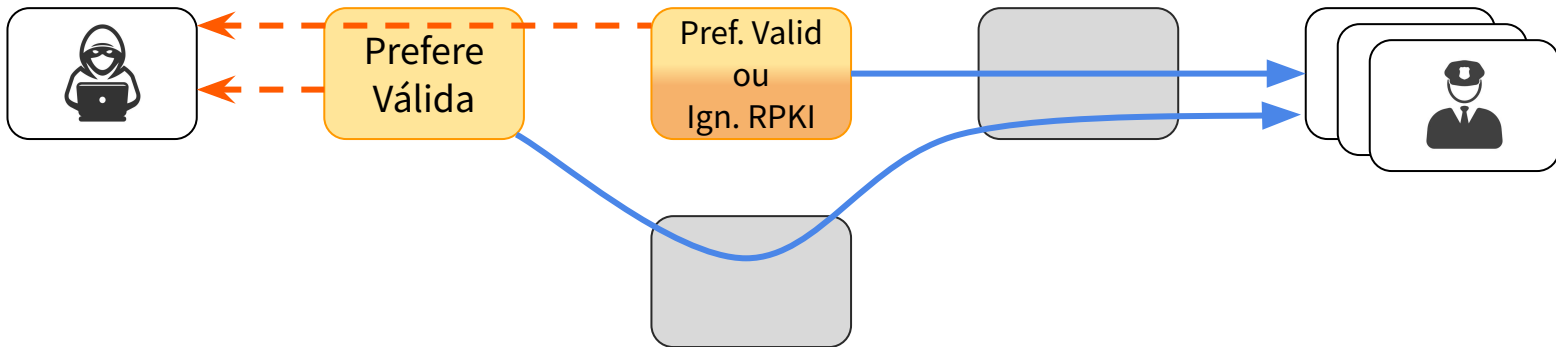 Prefere
Válida
Pref. Valid
ou
Ign. RPKI